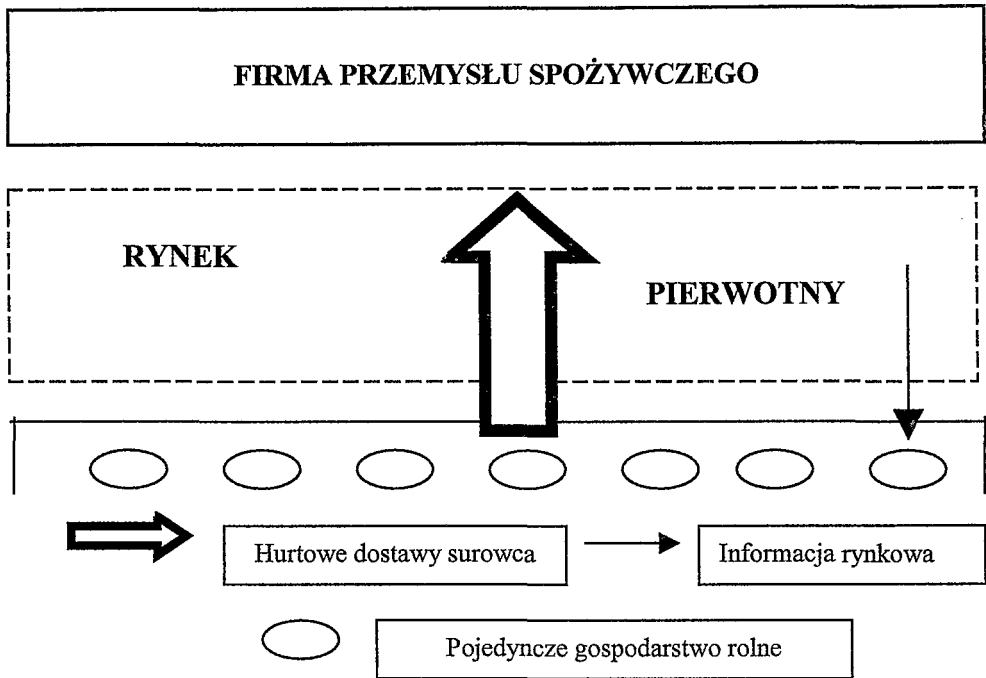 FIRMA PRZEMYSŁU SPOŻYWCZEGO
RYNEK
PIERWOTNY
Hurtowe dostawy surowca
Informacja rynkowa
Pojedyncze gospodarstwo rolne